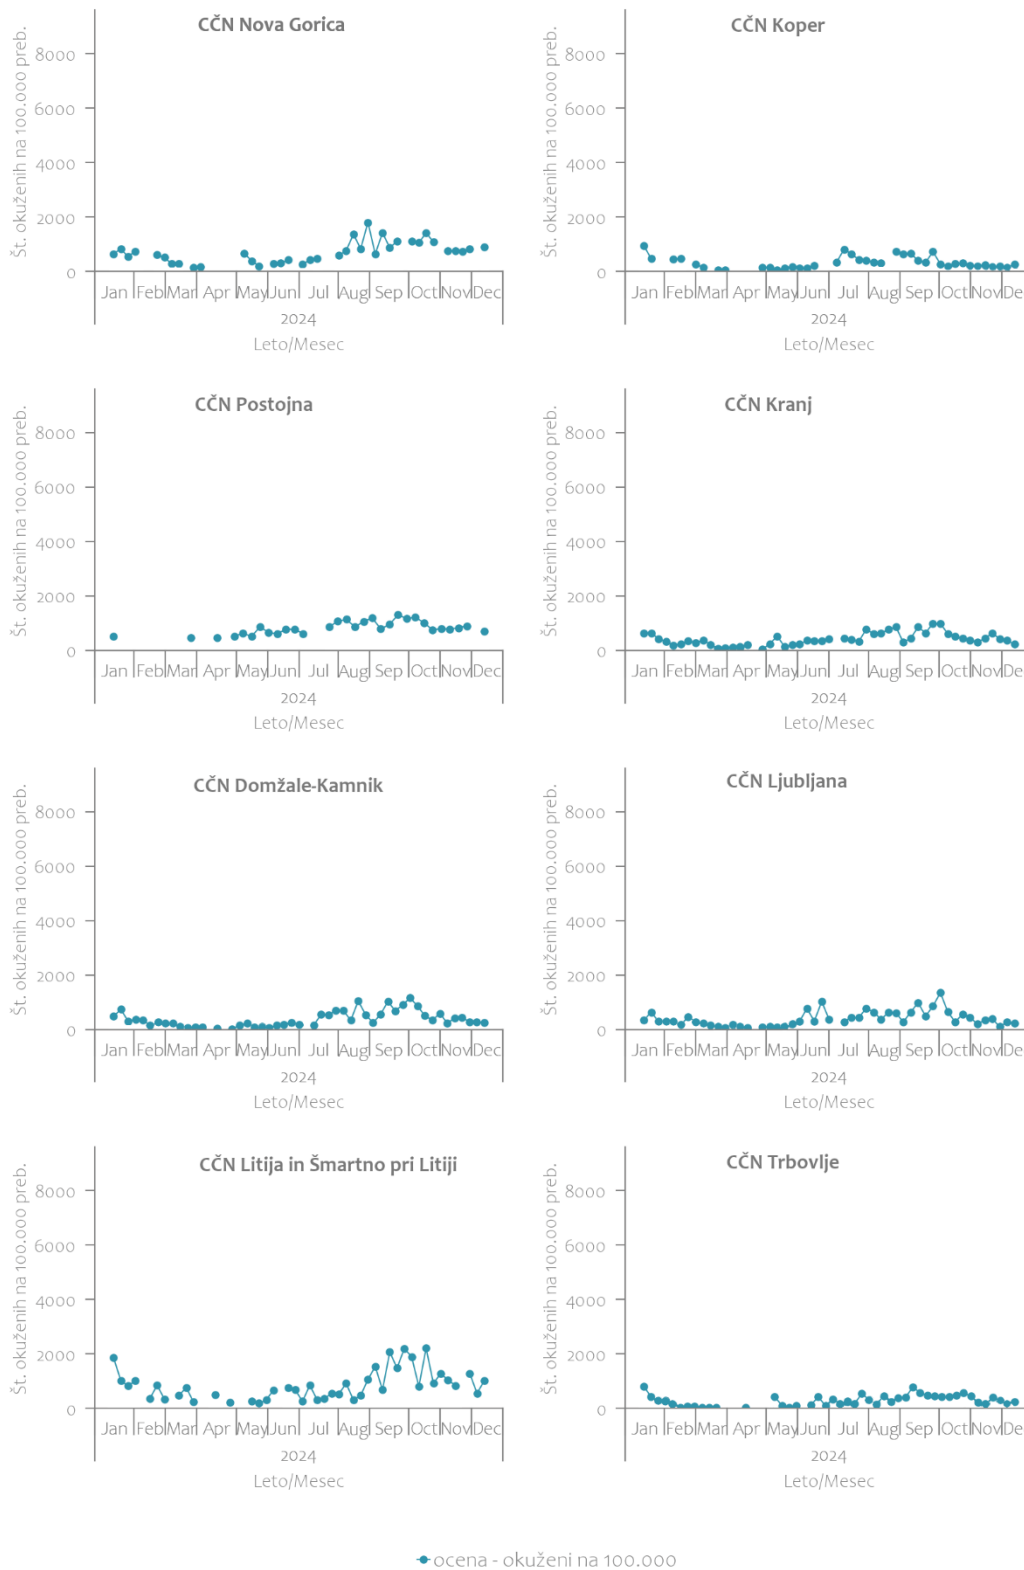 CČN Nova Gorica
Št. okuženih na 100.000 preb.
8000
6000
4000
2000
0
Jan Feb Mar Apr May Jun Jul Aug Sep Oct Nov Dec
2024
Leto/Mesec
CČN Koper
Št. okuženih na 100.000 preb.
8000
6000
4000
2000
0
Jan Feb Mar Apr May Jun Jul Aug Sep Oct Nov De
2024
Leto/Mesec
CČN Postojna
Št. okuženih na 100.000 preb.
8000
6000
4000
2000
0
Jan Feb Mar Apr May Jun Jul Aug Sep Oct Nov Dec
2024
Leto/Mesec
CČN Kranj
Št. okuženih na 100.000 preb.
8000
6000
4000
2000
0
Jan Feb Mar Apr May Jun Jul Aug Sep Oct Nov De
2024
Leto/Mesec
CČN Domžale-Kamnik
Št. okuženih na 100.000 preb.
8000
6000
4000
2000
0
Jan Feb Mar Apr May Jun Jul Aug Sep Oct Nov Dec
2024
Leto/Mesec
CČN Ljubljana
Št. okuženih na 100.000 preb.
8000
6000
4000
2000
0
Jan Feb Mar Apr May Jun Jul Aug Sep Oct Nov De
2024
Leto/Mesec
CČN Litija in Šmartno pri Litiji
Št. okuženih na 100.000 preb.
8000
6000
4000
2000
0
Jan Feb Mar Apr May Jun Jul Aug Sep Oct Nov Dec
2024
Leto/Mesec
CČN Trbovlje
Št. okuženih na 100.000 preb.
8000
6000
4000
2000
0
Jan Feb Mar Apr May Jun Jul Aug Sep Oct Nov De
2024
Leto/Mesec
ocena - okuženi na 100.000